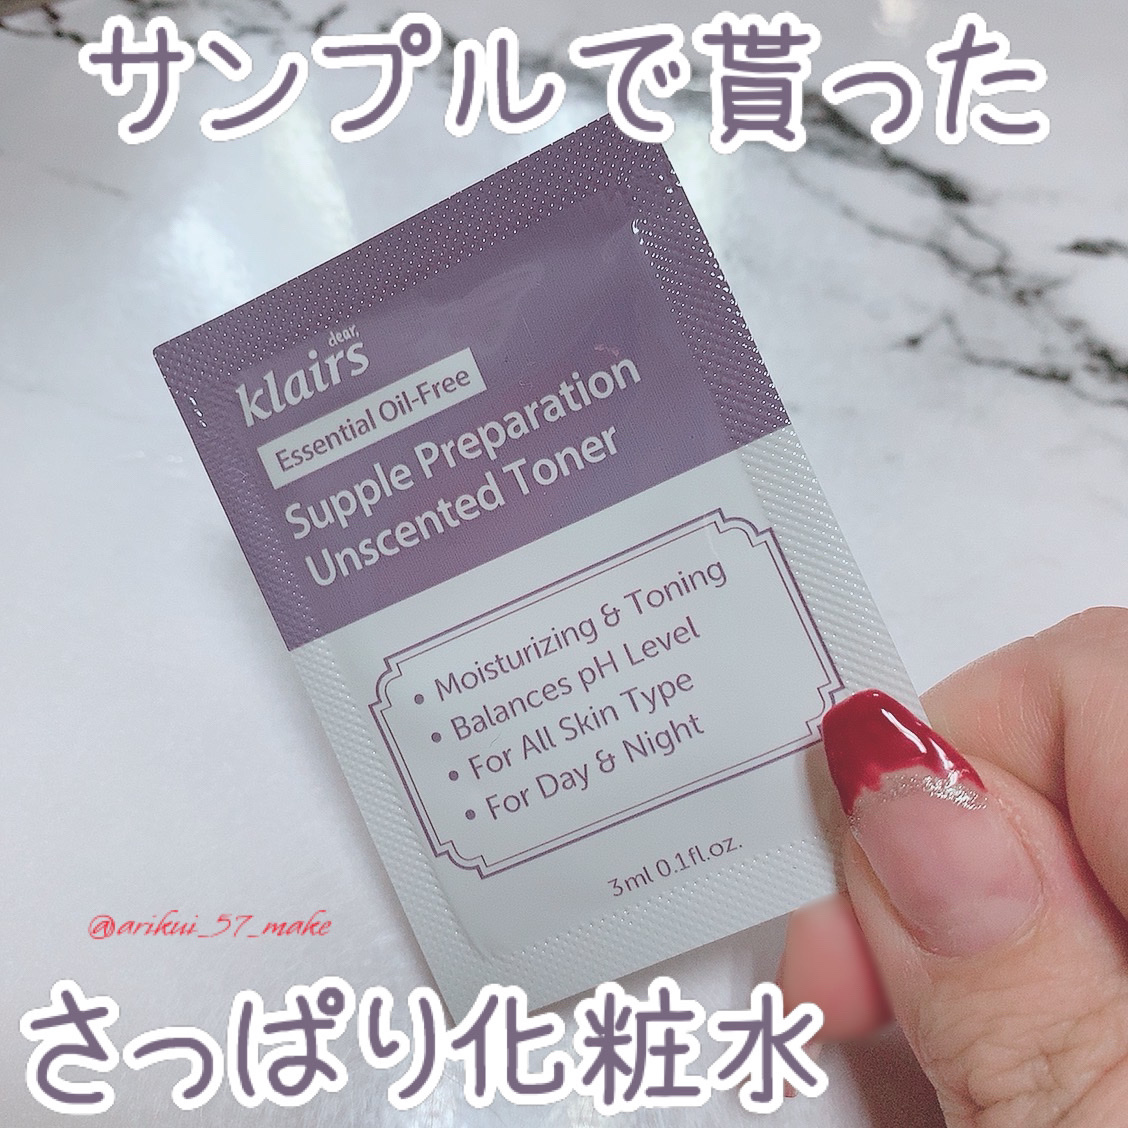 サンプルで貰った
dear,
klairs
Essential Oil-Free
Supple Preparation
Unscented Toner
• Moisturizing & Toning
• Balances pH Level
• For All Skin Type
• For Day & Night
3ml 0.1fl.oz.
@arikui_57_make
さっぱり化粧水